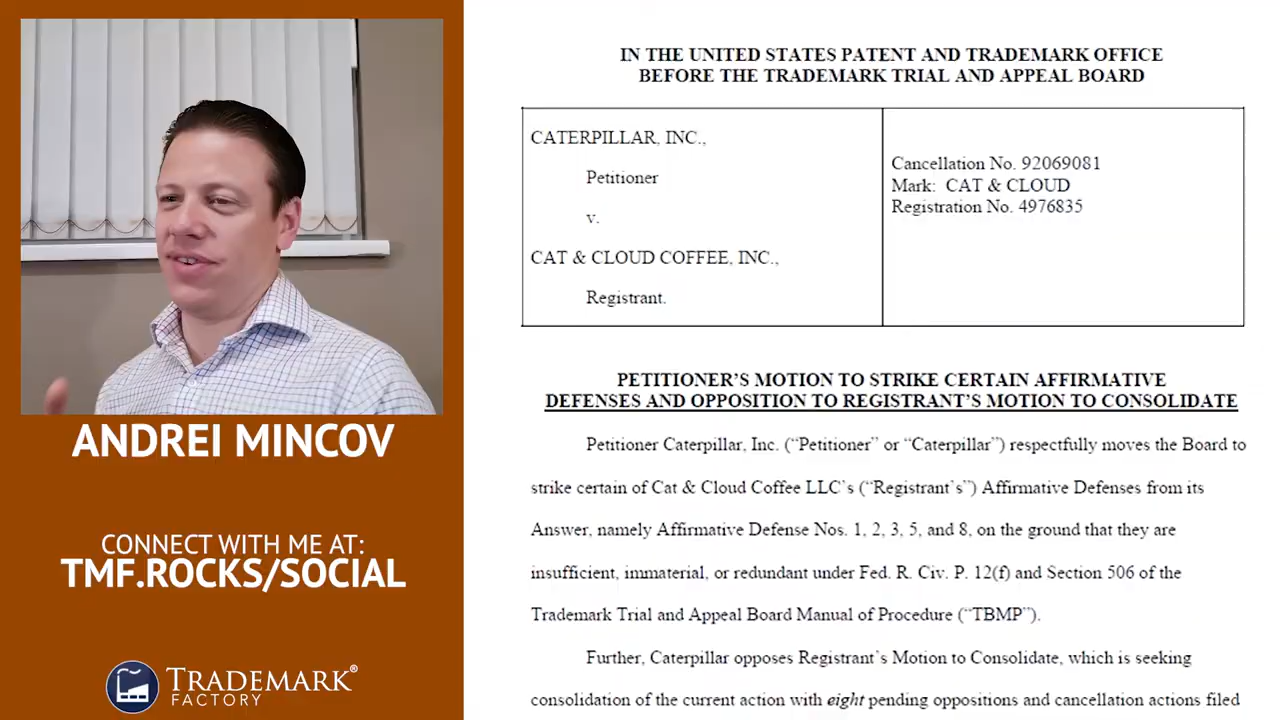 ANDREI MINCOV
CONNECT WITH ME AT:
TMF.ROCKS/SOCIAL
TRADEMARK®
FACTORY
IN THE UNITED STATES PATENT AND TRADEMARK OFFICE
BEFORE THE TRADEMARK TRIAL AND APPEAL BOARD
CATERPILLAR, INC.,
Petitioner
v.
CAT & CLOUD COFFEE, INC.,
Registrant.
Cancellation No. 92069081
Mark: CAT & CLOUD
Registration No. 4976835
PETITIONER'S MOTION TO STRIKE CERTAIN AFFIRMATIVE
DEFENSES AND OPPOSITION TO REGISTRANT'S MOTION TO CONSOLIDATE
Petitioner Caterpillar, Inc. ("Petitioner" or "Caterpillar") respectfully moves the Board to
strike certain of Cat & Cloud Coffee LLC's ("Registrant's") Affirmative Defenses from its
Answer, namely Affirmative Defense Nos. 1, 2, 3, 5, and 8, on the ground that they are
insufficient, immaterial, or redundant under Fed. R. Civ. P. 12(f) and Section 506 of the
Trademark Trial and Appeal Board Manual of Procedure ("TBMP").
Further, Caterpillar opposes Registrant's Motion to Consolidate, which is seeking
consolidation of the current action with eight pending oppositions and cancellation actions filed